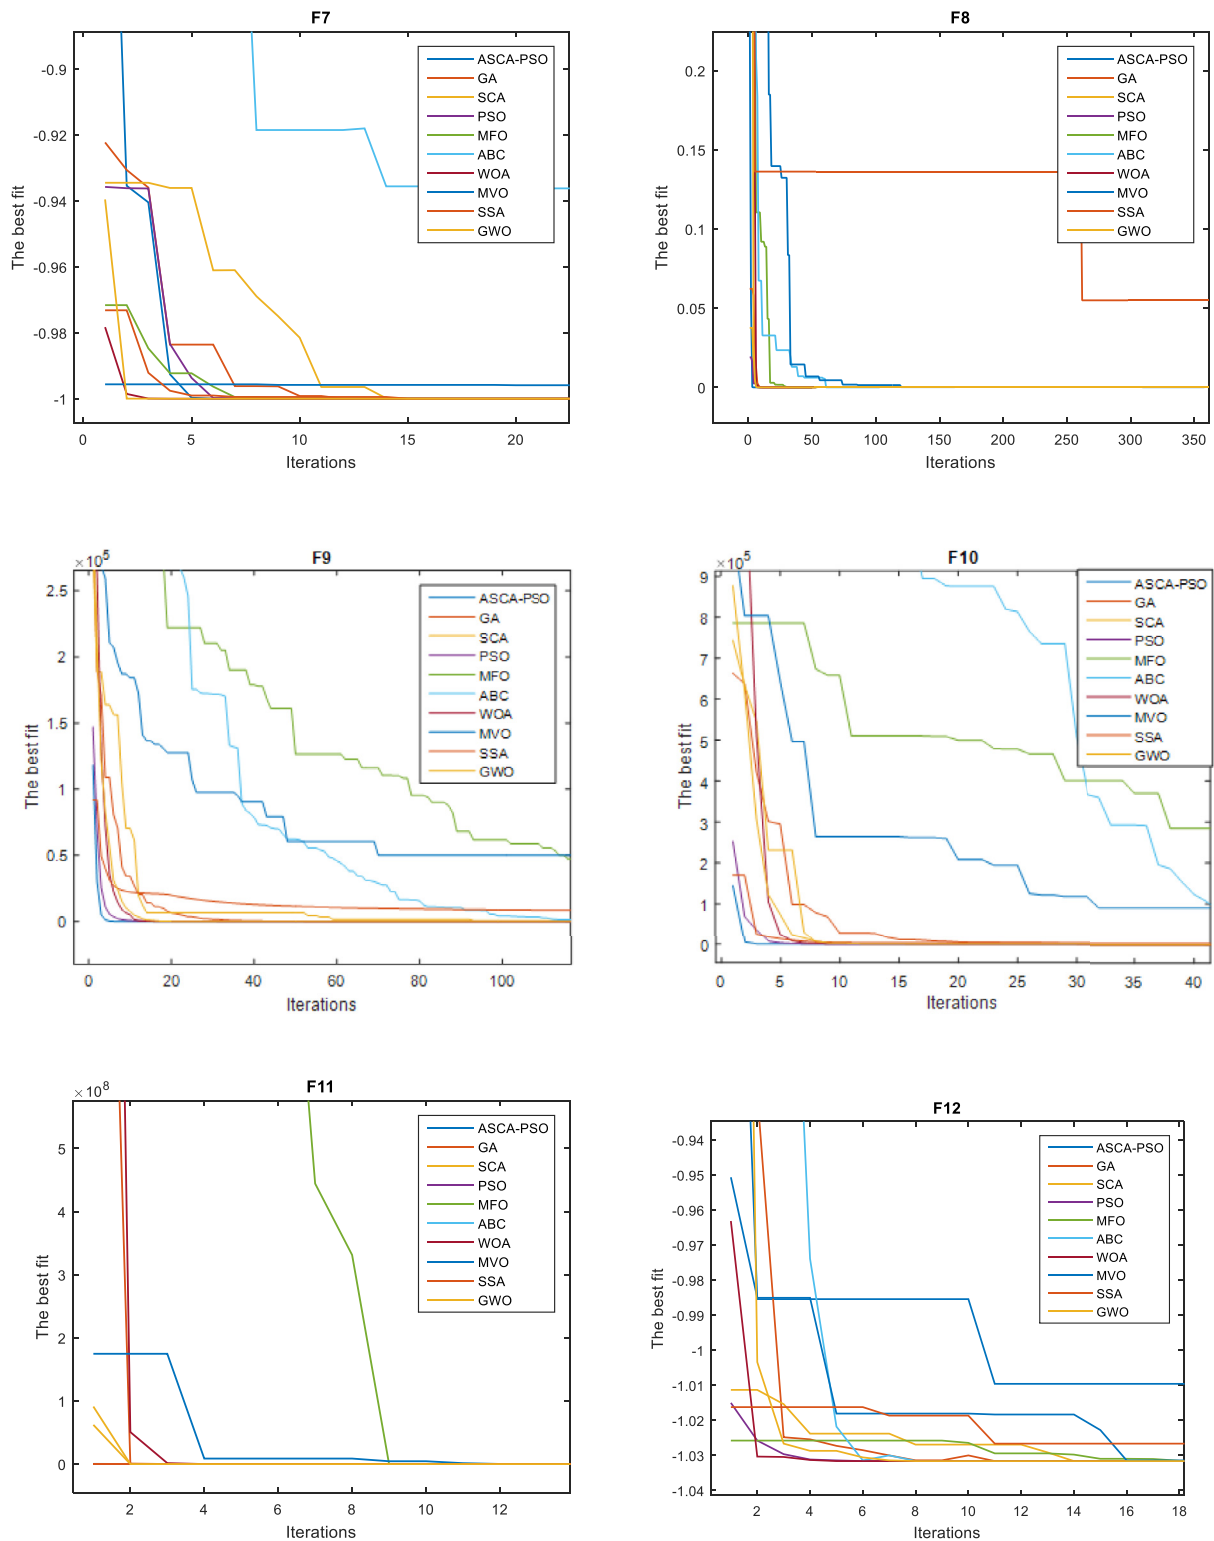 F7
-0.9
-0.92
-0.94
-0.96
-0.98
-1
The best fit
0 5 10 15 20
Iterations
ASCA-PSO
GA
SCA
PSO
MFO
ABC
WOA
MVO
SSA
GWO
F8
0.2
0.15
0.1
0.05
0
The best fit
0 50 100 150 200 250 300 350
Iterations
ASCA-PSO
GA
SCA
PSO
MFO
ABC
WOA
MVO
SSA
GWO
F9
×10^5
2.5
2
1.5
1
0.5
0
The best fit
0 20 40 60 80 100
Iterations
ASCA-PSO
GA
SCA
PSO
MFO
ABC
WOA
MVO
SSA
GWO
F10
×10^5
9
8
7
6
5
4
3
2
1
0
The best fit
0 5 10 15 20 25 30 35 40
Iterations
ASCA-PSO
GA
SCA
PSO
MFO
ABC
WOA
MVO
SSA
GWO
F11
×10^8
5
4
3
2
1
0
The best fit
2 4 6 8 10 12
Iterations
ASCA-PSO
GA
SCA
PSO
MFO
ABC
WOA
MVO
SSA
GWO
F12
-0.94
-0.95
-0.96
-0.97
-0.98
-0.99
-1
-1.01
-1.02
-1.03
-1.04
The best fit
2 4 6 8 10 12 14 16 18
Iterations
ASCA-PSO
GA
SCA
PSO
MFO
ABC
WOA
MVO
SSA
GWO